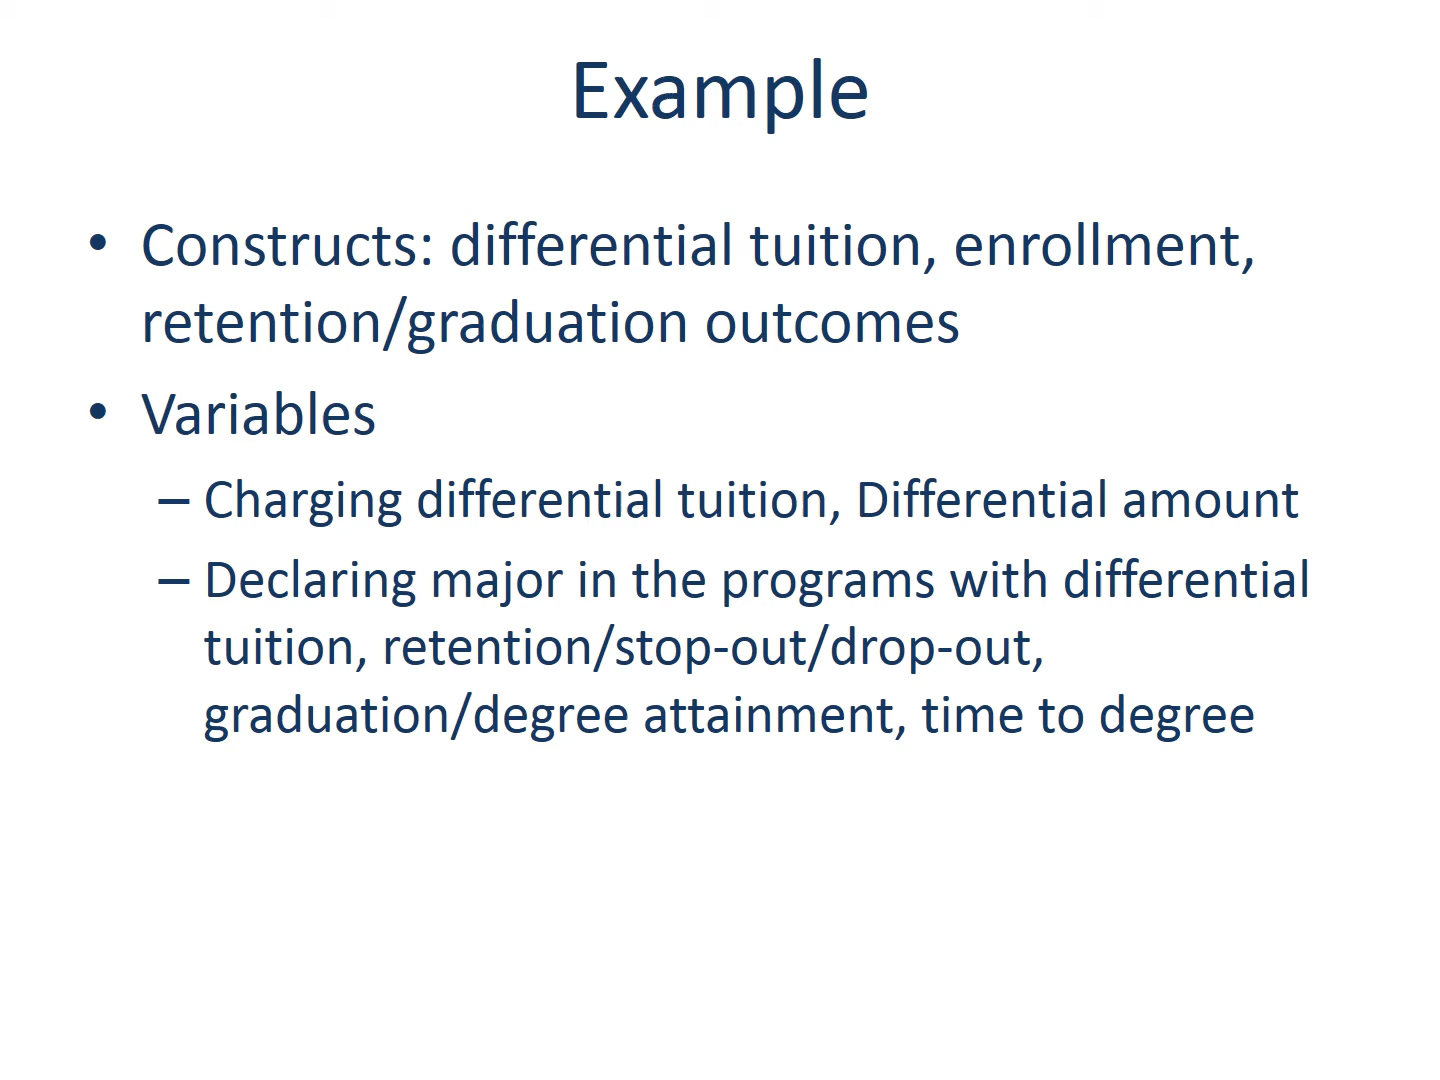 Example
• Constructs: differential tuition, enrollment,
retention/graduation outcomes
• Variables
– Charging differential tuition, Differential amount
– Declaring major in the programs with differential
tuition, retention/stop-out/drop-out,
graduation/degree attainment, time to degree